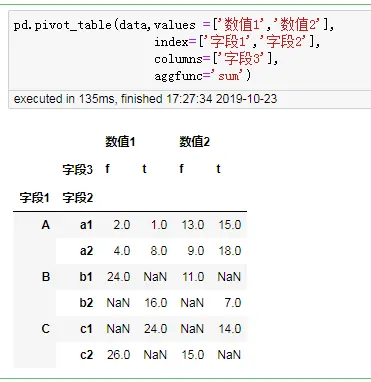 pd.pivot_table(data,values =['数值1','数值2'],
index=['字段1','字段2'],
columns=['字段3'],
aggfunc='sum')
executed in 135ms, finished 17:27:34 2019-10-23
数值1 数值2
字段3 f t f t
字段1 字段2
A a1 2.0 1.0 13.0 15.0
a2 4.0 8.0 9.0 18.0
B b1 24.0 NaN 11.0 NaN
b2 NaN 16.0 NaN 7.0
C c1 NaN 24.0 NaN 14.0
c2 26.0 NaN 15.0 NaN